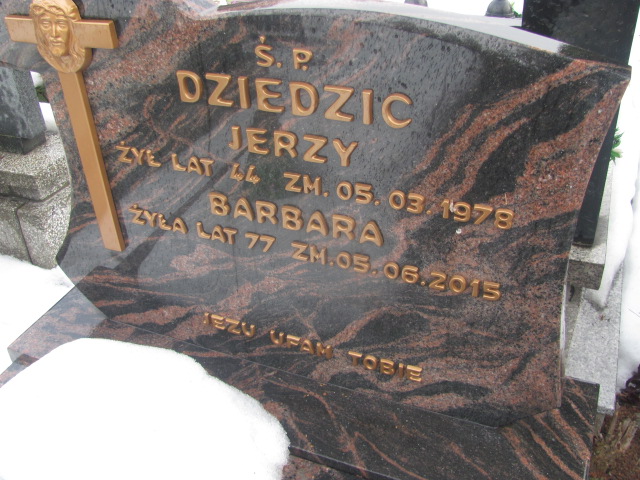 Ś. P.
DZIEDZIC
JERZY
ŻYŁ LAT 44 ZM. 05. 03. 1978
BARBARA
ŻYŁA LAT 77 ZM. 05. 06. 2015
JEZU UFAM TOBIE